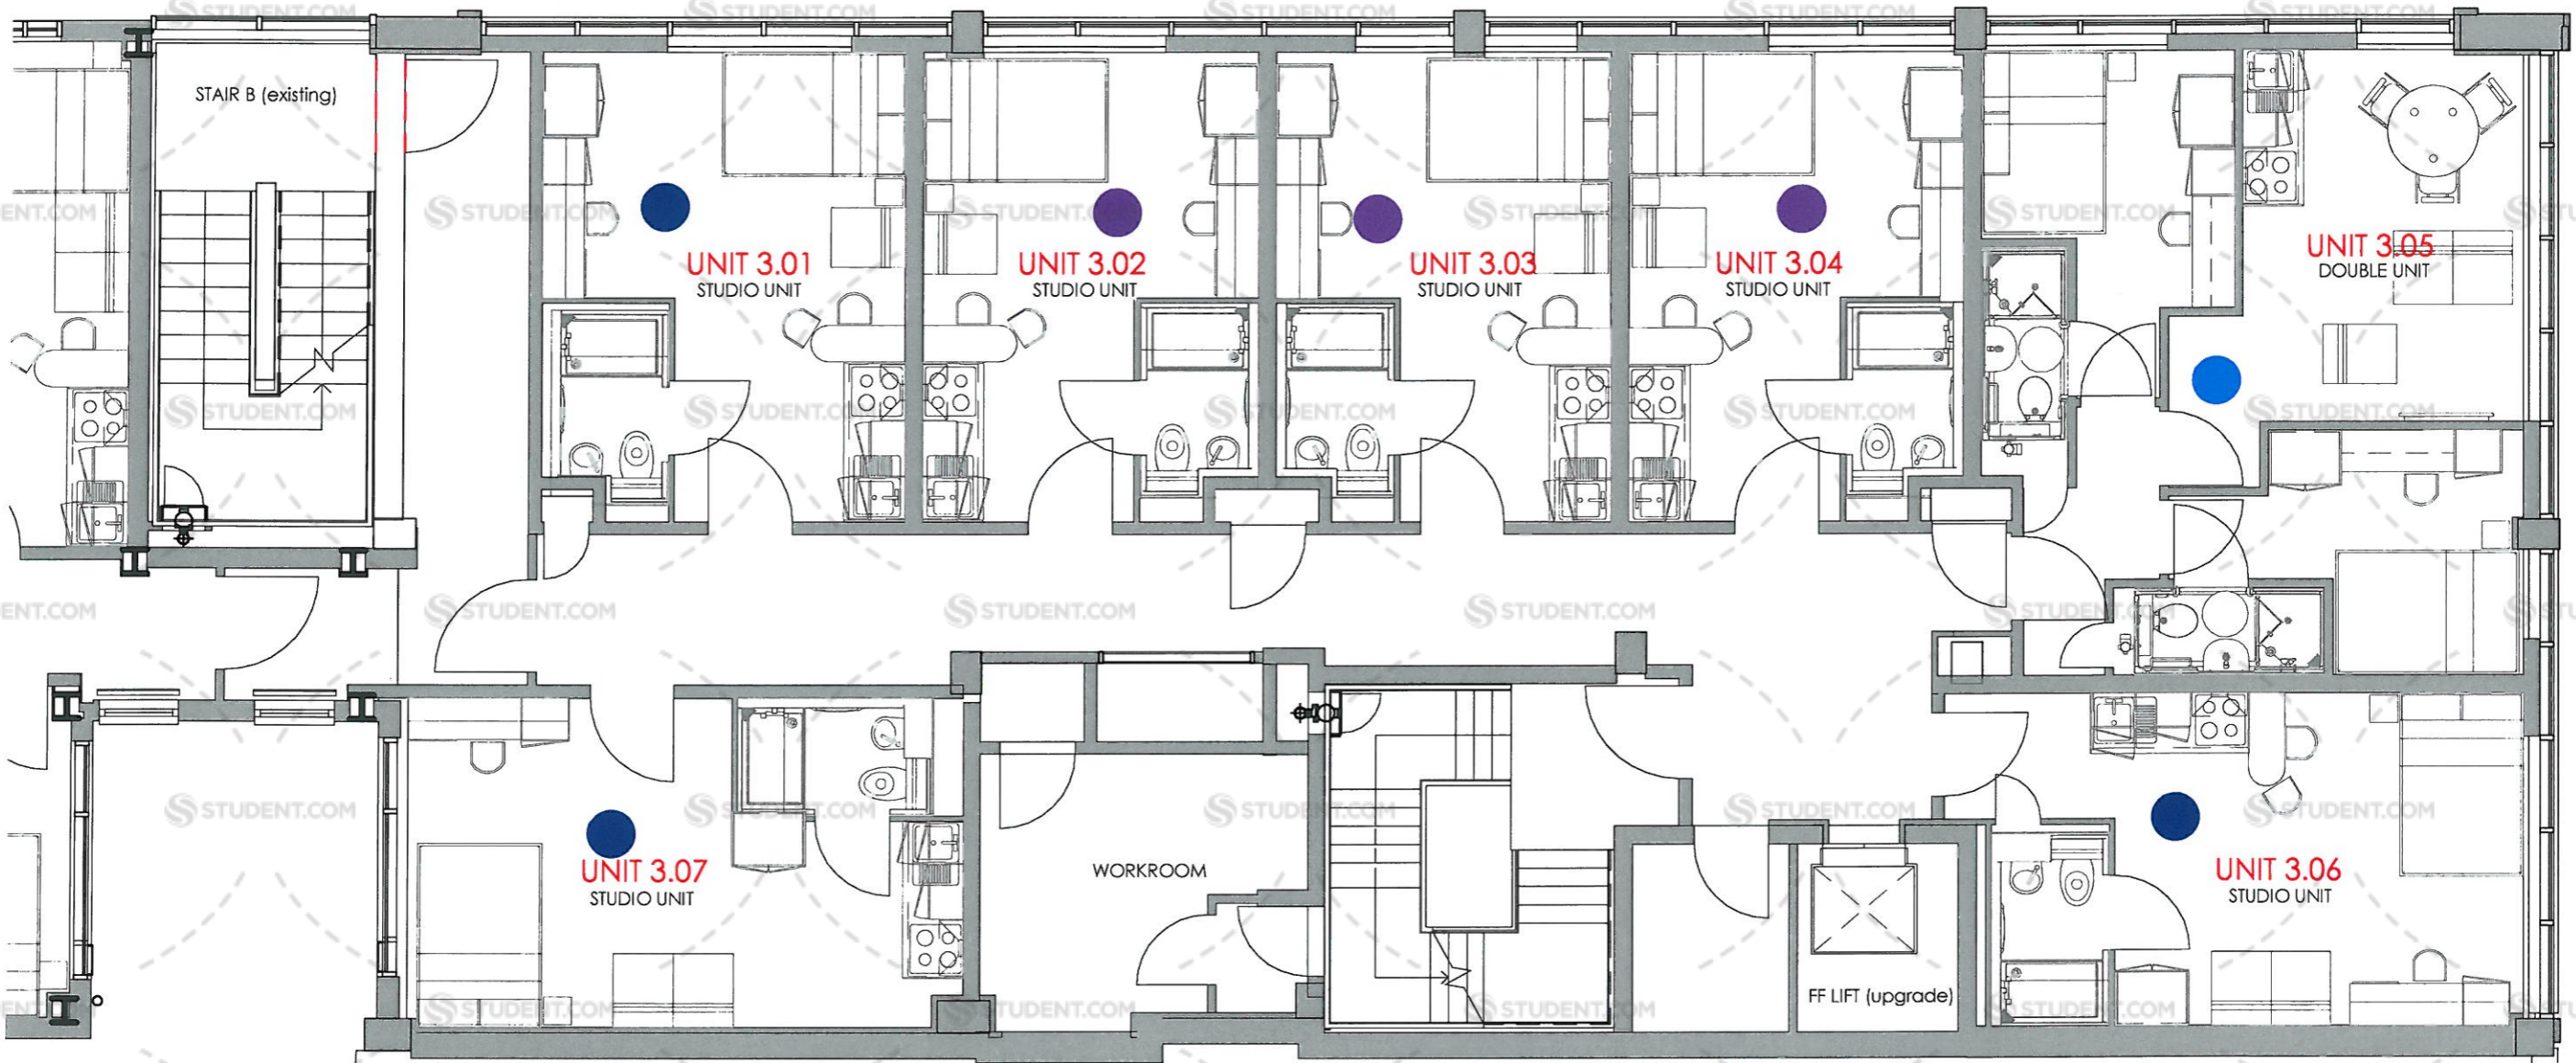 STAIR B (existing)
UNIT 3.01
STUDIO UNIT
UNIT 3.02
STUDIO UNIT
UNIT 3.03
STUDIO UNIT
UNIT 3.04
STUDIO UNIT
UNIT 3.05
DOUBLE UNIT
UNIT 3.07
STUDIO UNIT
WORKROOM
FF LIFT (upgrade)
UNIT 3.06
STUDIO UNIT
STUDENT.COM